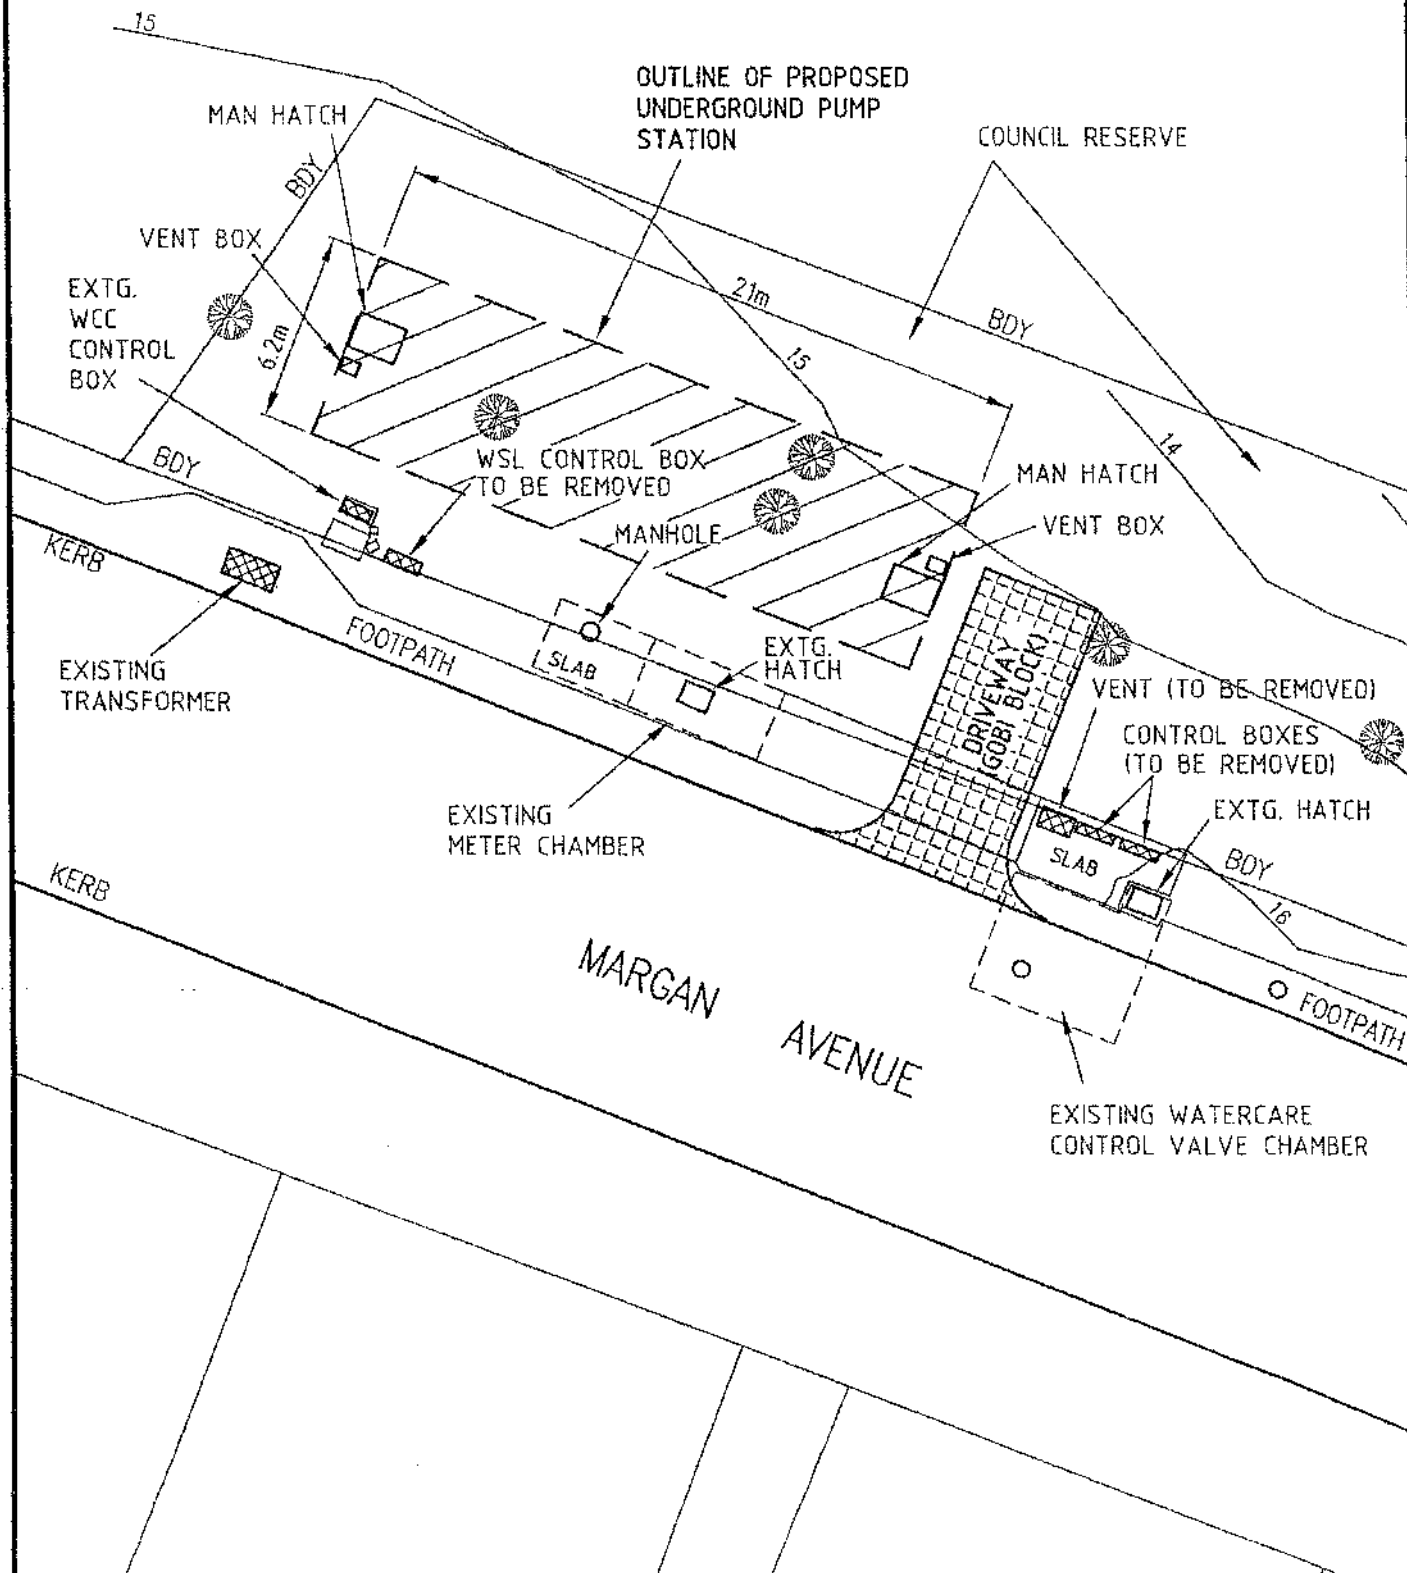 15
OUTLINE OF PROPOSED
UNDERGROUND PUMP
STATION
MAN HATCH
COUNCIL RESERVE
BDY
VENT BOX
EXTG.
WCC
CONTROL
BOX
6.2m
21m
BDY
15
14
BDY
WSL CONTROL BOX
TO BE REMOVED
MAN HATCH
VENT BOX
MANHOLE
KERB
FOOTPATH
SLAB
EXTG.
HATCH
EXISTING
TRANSFORMER
DRIVEWAY
(GOBI BLOCK)
VENT (TO BE REMOVED)
CONTROL BOXES
(TO BE REMOVED)
EXTG. HATCH
EXISTING
METER CHAMBER
SLAB
BDY
16
KERB
MARGAN AVENUE
FOOTPATH
EXISTING WATERCARE
CONTROL VALVE CHAMBER